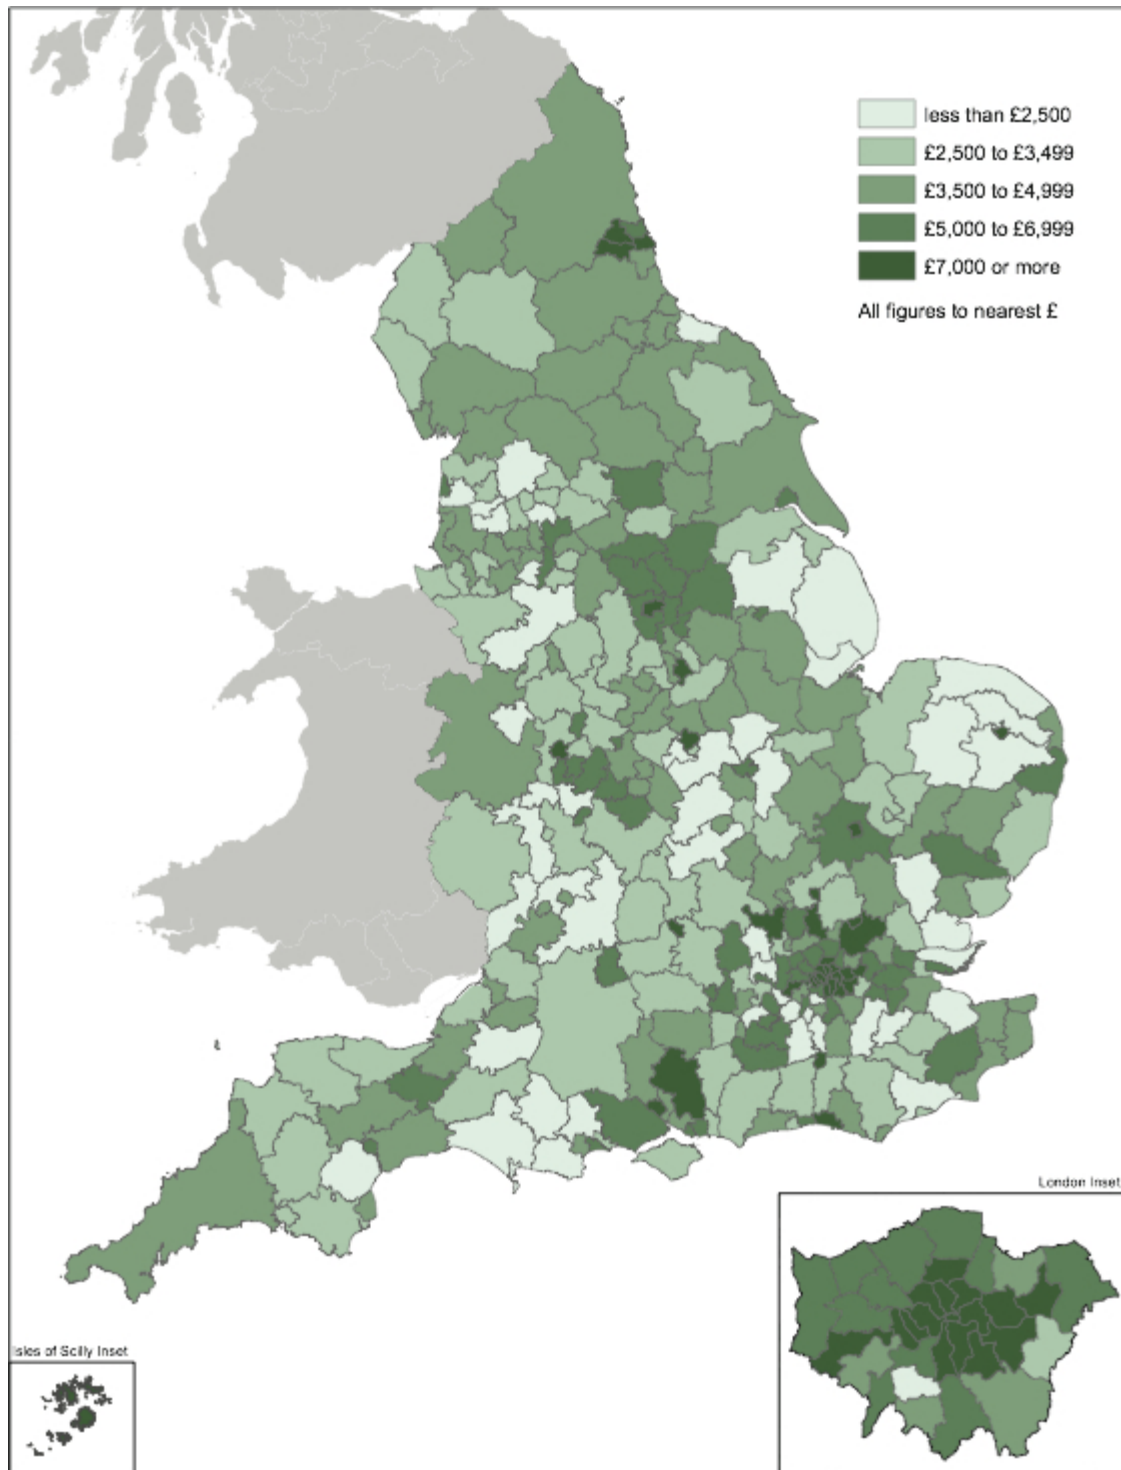 less than £2,500
£2,500 to £3,499
£3,500 to £4,999
£5,000 to £6,999
£7,000 or more
All figures to nearest £
London Inset
Isles of Scilly Inset